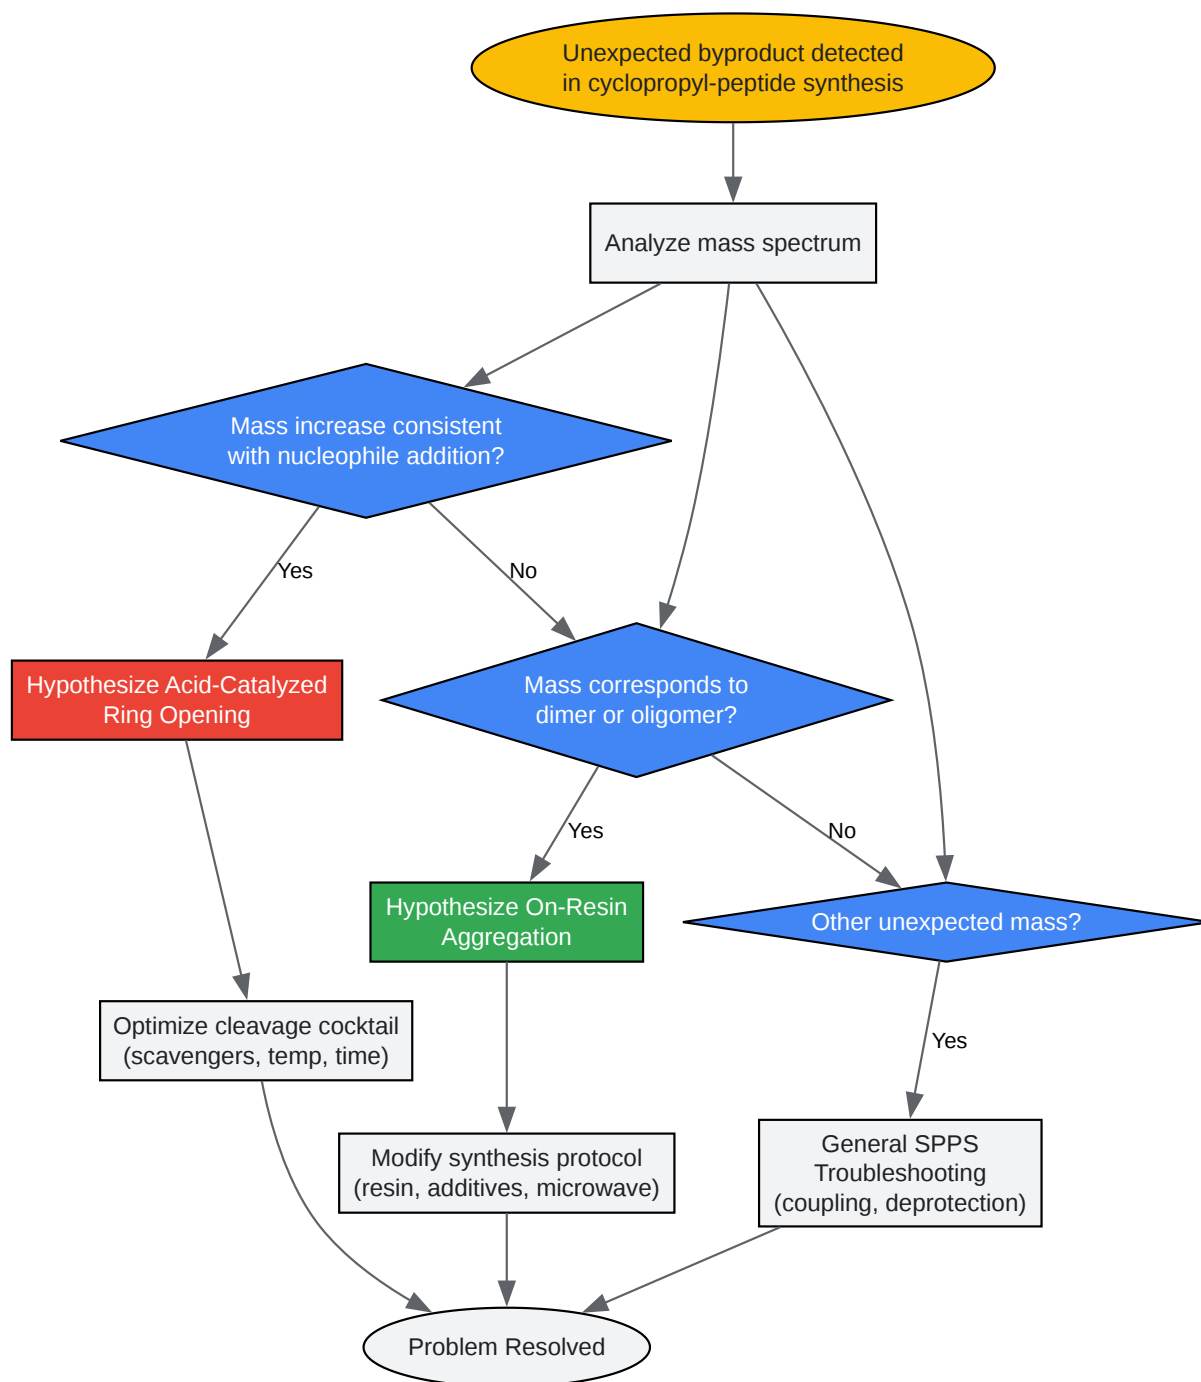 Unexpected byproduct detected
in cyclopropyl-peptide synthesis
Analyze mass spectrum
Mass increase consistent
with nucleophile addition?
Yes
No
Hypothesize Acid-Catalyzed
Ring Opening
Mass corresponds to
dimer or oligomer?
Yes
No
Hypothesize On-Resin
Aggregation
Other unexpected mass?
Optimize cleavage cocktail
(scavengers, temp, time)
Yes
Modify synthesis protocol
(resin, additives, microwave)
General SPPS
Troubleshooting
(coupling, deprotection)
Problem Resolved